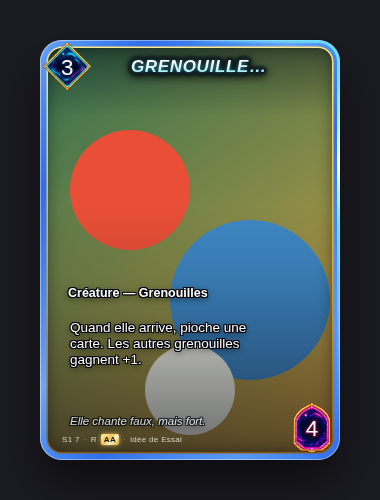 3
GRENOUILLE...
Créature — Grenouilles
Quand elle arrive, pioche une
carte. Les autres grenouilles
gagnent +1.
Elle chante faux, mais fort.
S1 7 · R AA · Idée de Essai
4